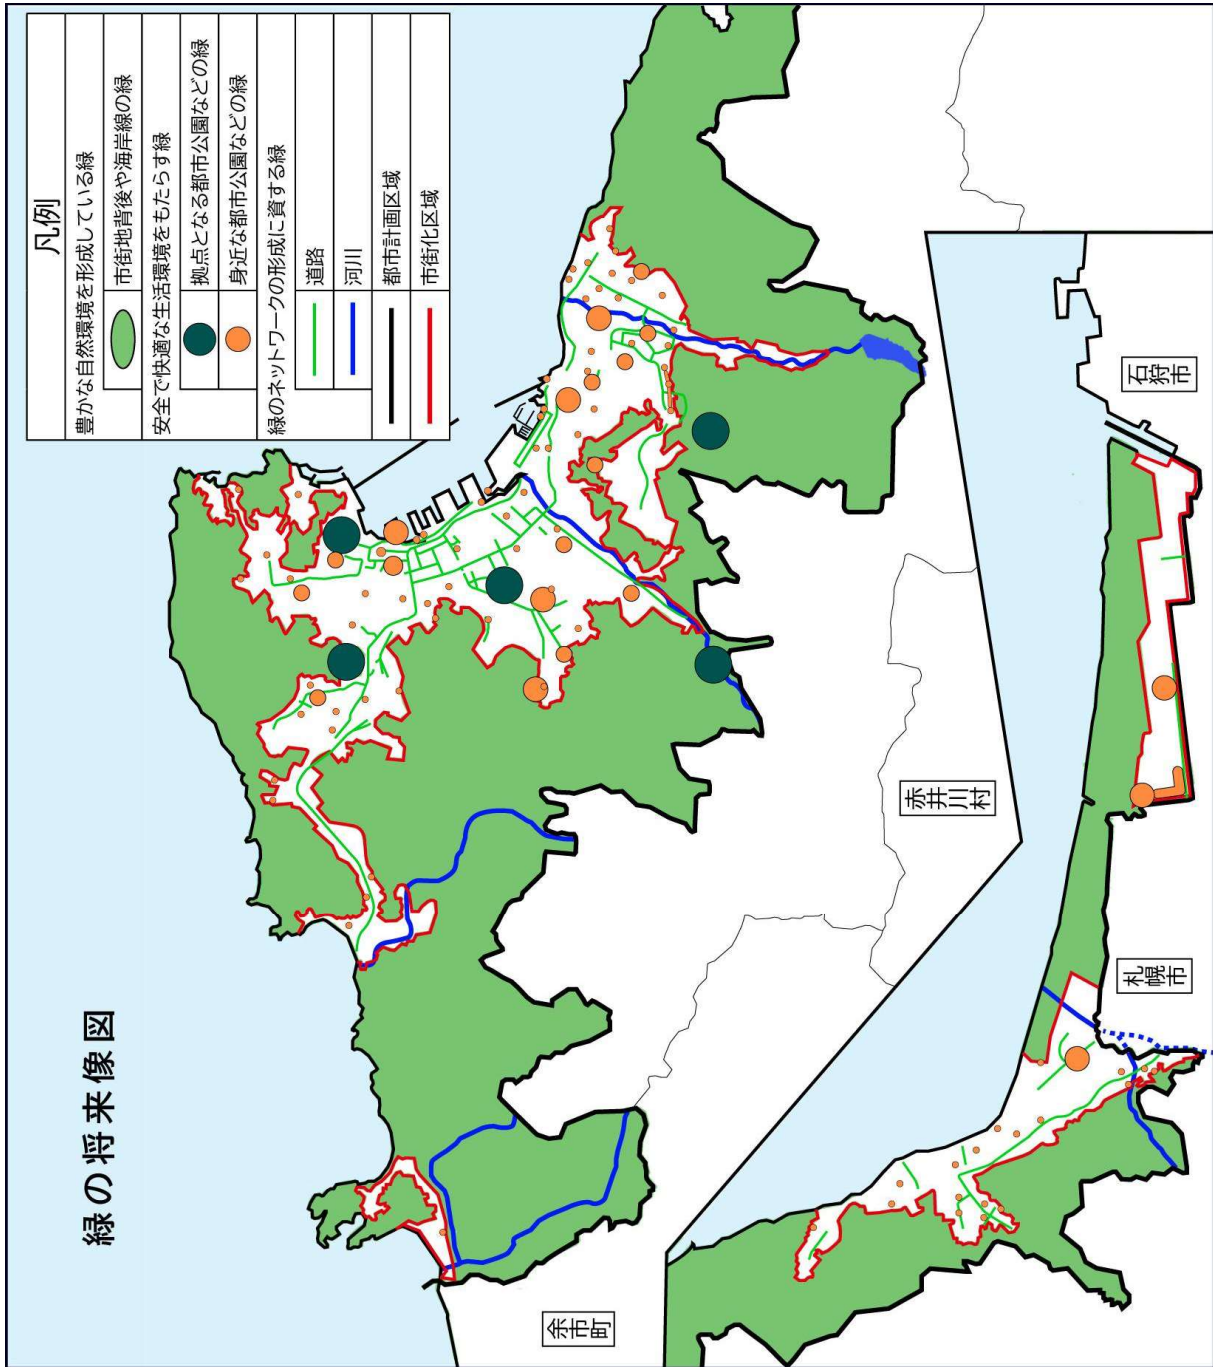 緑の将来像図
凡例
豊かな自然環境を形成している緑
市街地背後や海岸線の緑
安全で快適な生活環境をもたらす緑
拠点となる都市公園などの緑
身近な都市公園などの緑
緑のネットワークの形成に資する緑
道路
河川
都市計画区域
市街化区域
余市町
赤井川村
札幌市
石狩市